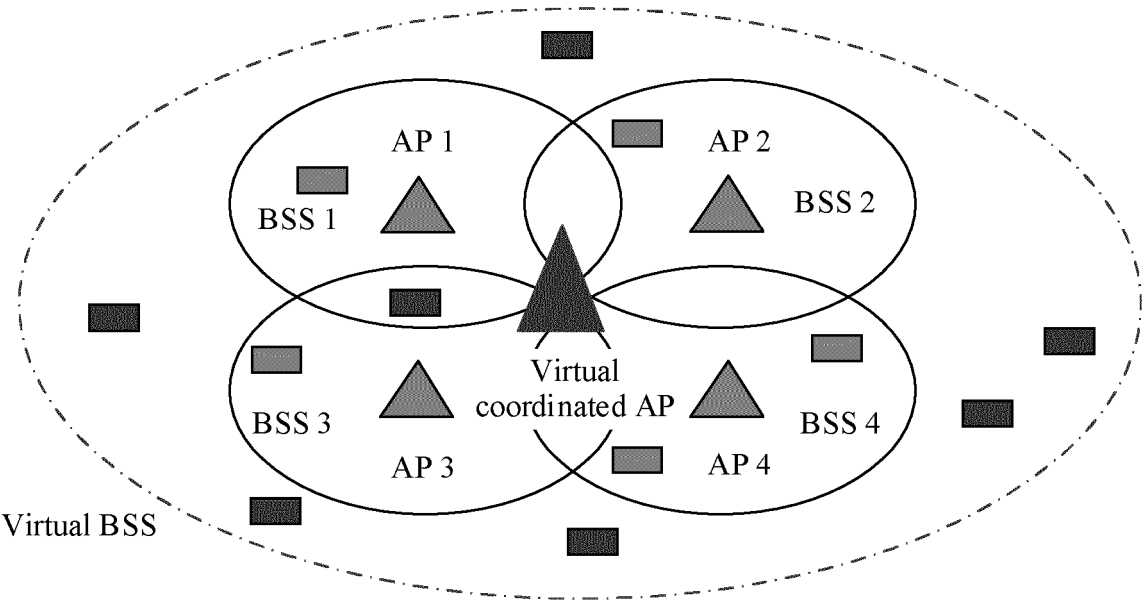 AP 1
AP 2
BSS 1
BSS 2
Virtual
coordinated AP
BSS 3
BSS 4
AP 3
AP 4
Virtual BSS